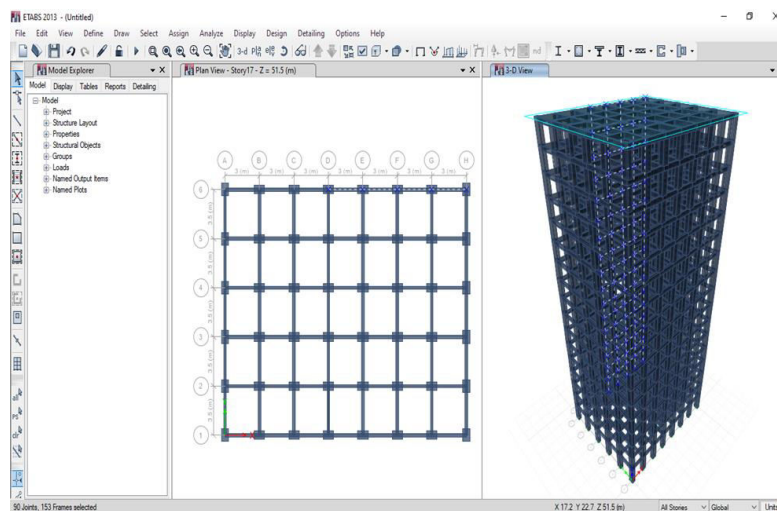 ETABS 2013 - (Untitled)
File Edit View Define Draw Select Assign Analyze Display Design Detailing Options Help
3-d
nd
Model Explorer
Plan View - Story17 - Z = 51.5 (m)
3-D View
Model Display Tables Reports Detailing
Model
Project
Structure Layout
Properties
Structural Objects
Groups
Loads
Named Output Items
Named Plots
A B C D E F G H
3 (m) 3 (m) 3 (m) 3 (m) 3 (m) 3 (m) 3 (m)
6
3.5 (m)
5
3.5 (m)
4
3.5 (m)
3
3.5 (m)
2
3.5 (m)
1
all
90 Joints, 153 Frames selected
X 17.2 Y 22.7 Z 51.5 (m)
All Stories
Global